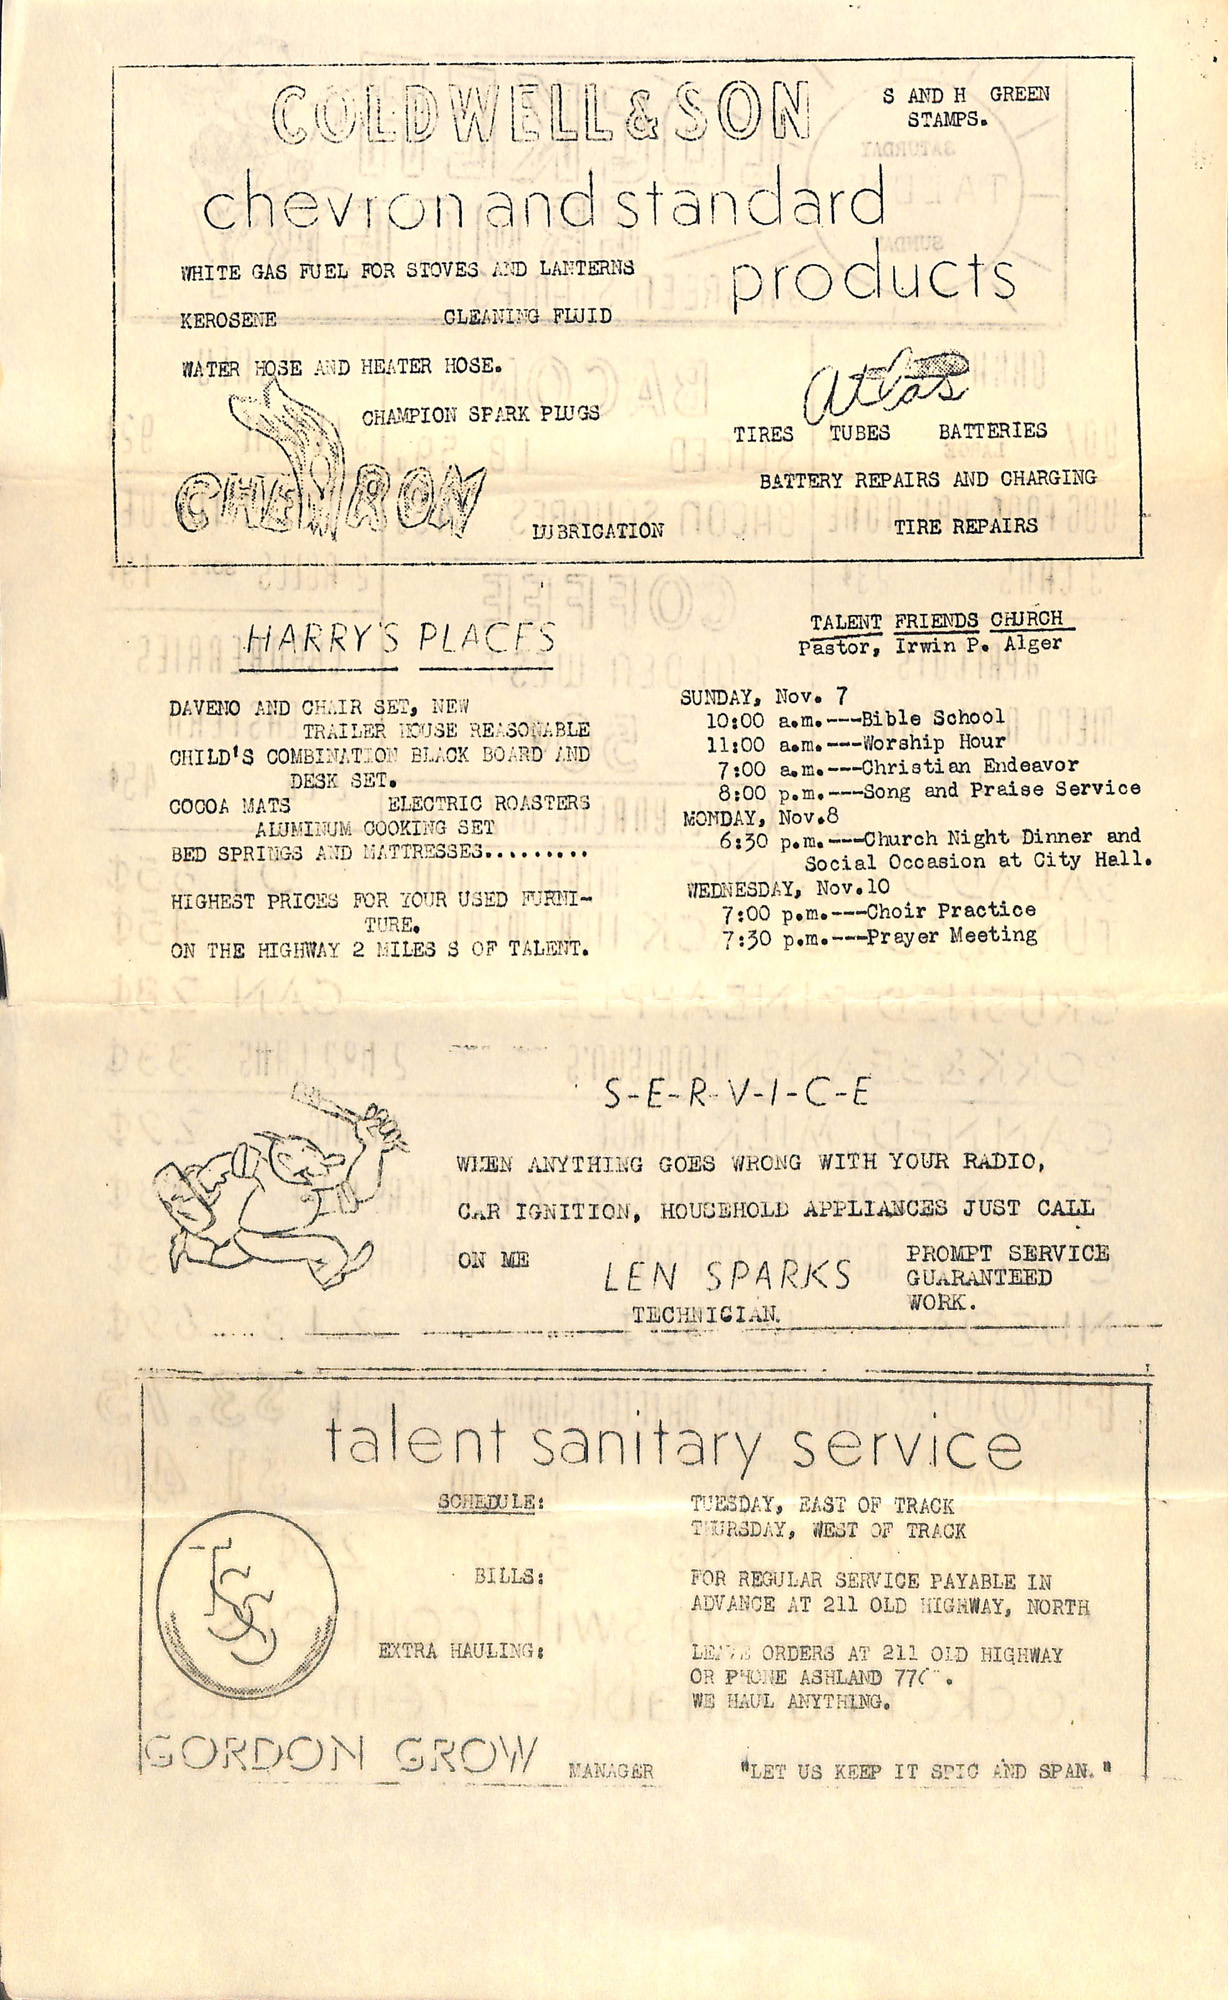 COLDWELL & SON
S AND H GREEN
STAMPS.
chevron and standard
products
WHITE GAS FUEL FOR STOVES AND LANTERNS
KEROSENE CLEANING FLUID
WATER HOSE AND HEATER HOSE.
CHAMPION SPARK PLUGS
CHEVRON
LUBRICATION
Atlas
TIRES TUBES BATTERIES
BATTERY REPAIRS AND CHARGING
TIRE REPAIRS
HARRY'S PLACES
DAVENO AND CHAIR SET, NEW
TRAILER HOUSE REASONABLE
CHILD'S COMBINATION BLACK BOARD AND
DESK SET.
COCOA MATS ELECTRIC ROASTERS
ALUMINUM COOKING SET
BED SPRINGS AND MATTRESSES.........
HIGHEST PRICES FOR YOUR USED FURNI-
TURE.
ON THE HIGHWAY 2 MILES S OF TALENT.
TALENT FRIENDS CHURCH
Pastor, Irwin P. Alger
SUNDAY, Nov. 7
10:00 a.m.---Bible School
11:00 a.m.---Worship Hour
7:00 a.m.---Christian Endeavor
8:00 p.m.---Song and Praise Service
MONDAY, Nov.8
6:30 p.m.---Church Night Dinner and
Social Occasion at City Hall.
WEDNESDAY, Nov.10
7:00 p.m.---Choir Practice
7:30 p.m.---Prayer Meeting
S-E-R-V-I-C-E
WHEN ANYTHING GOES WRONG WITH YOUR RADIO,
CAR IGNITION, HOUSEHOLD APPLIANCES JUST CALL
ON ME LEN SPARKS
TECHNICIAN.
PROMPT SERVICE
GUARANTEED
WORK.
talent sanitary service
SCHEDULE: TUESDAY, EAST OF TRACK
THURSDAY, WEST OF TRACK
BILLS: FOR REGULAR SERVICE PAYABLE IN
ADVANCE AT 211 OLD HIGHWAY, NORTH
EXTRA HAULING: LEAVE ORDERS AT 211 OLD HIGHWAY
OR PHONE ASHLAND
WE HAUL ANYTHING.
TSS
GORDON GROW MANAGER "LET US KEEP IT SPIC AND SPAN."